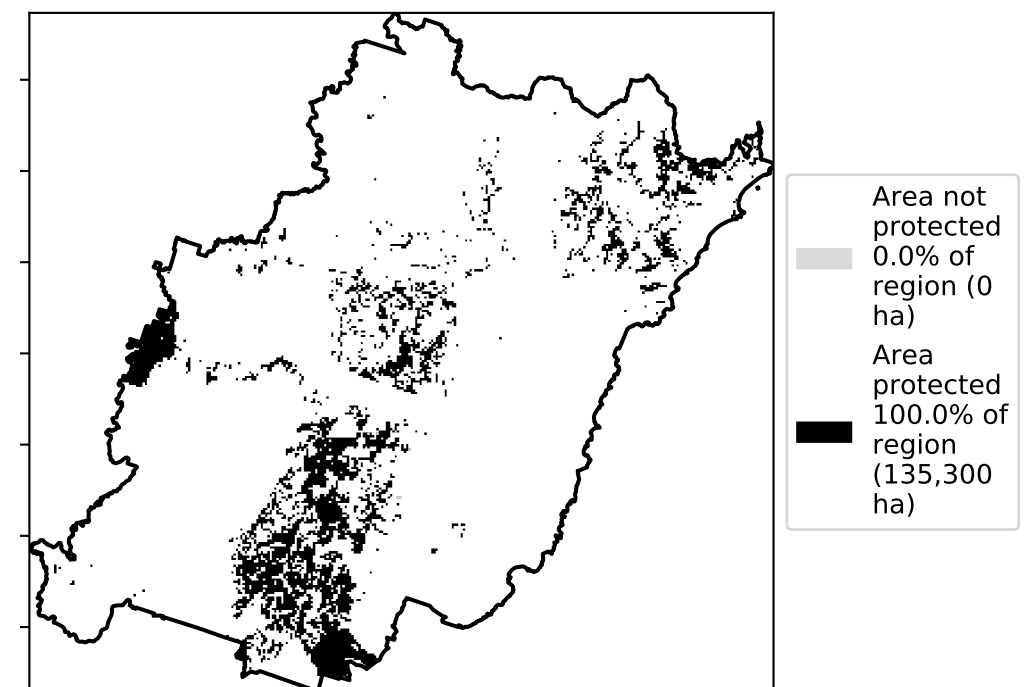 Area not
protected
0.0% of
region (0
ha)
Area
protected
100.0% of
region
(135,300
ha)